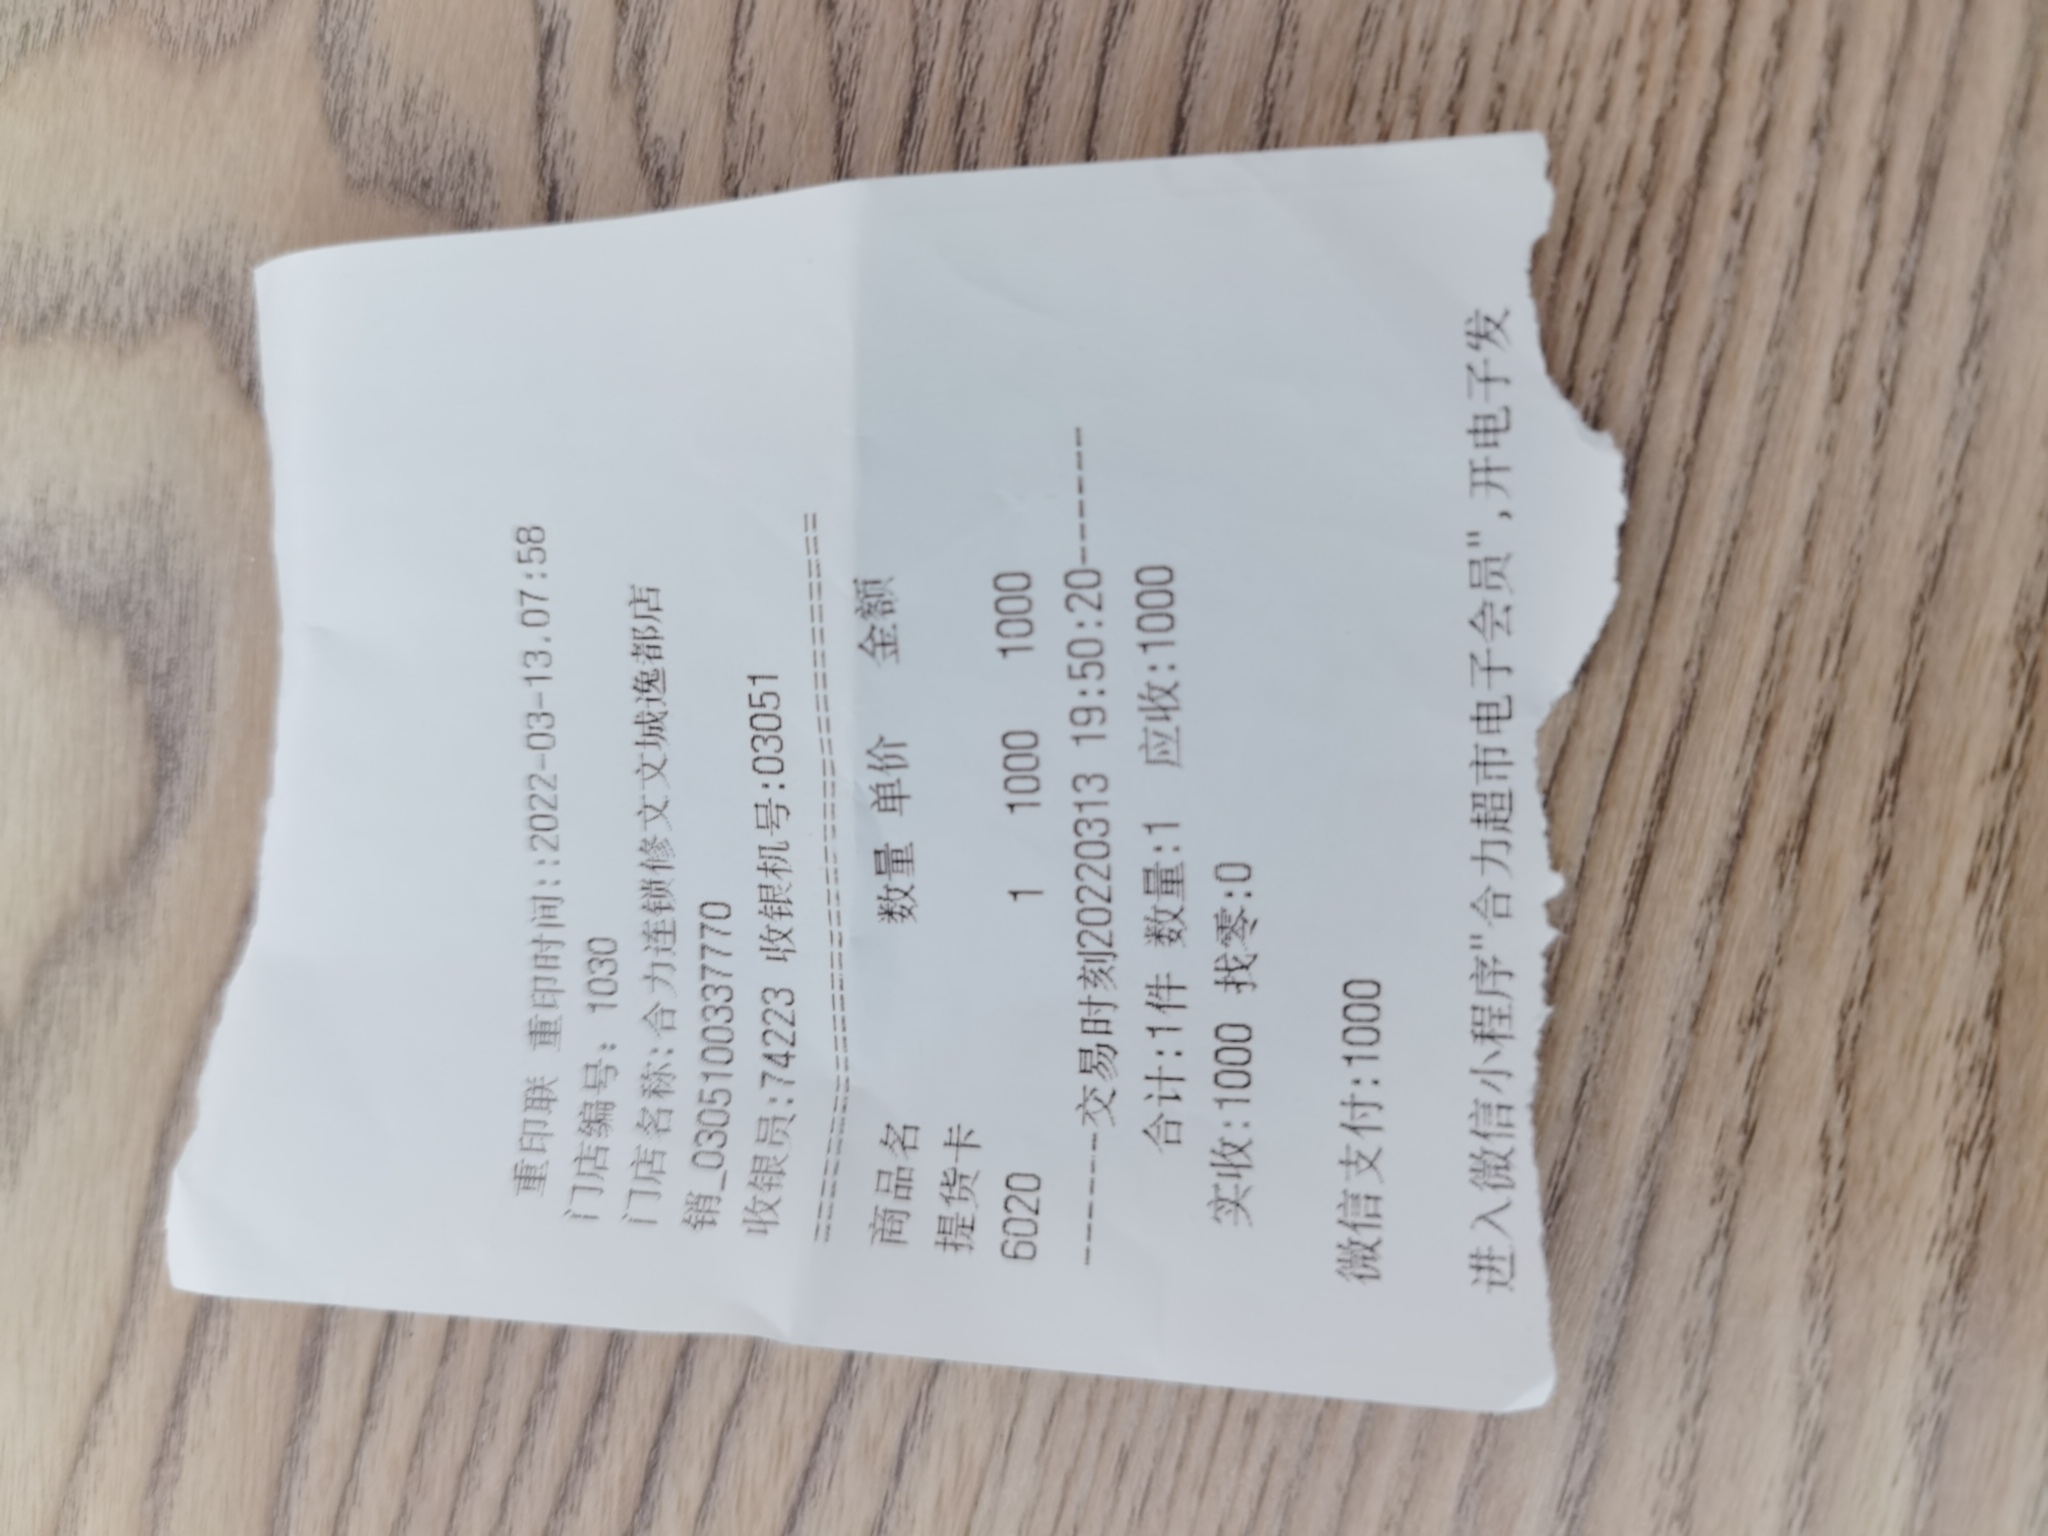 重印联 重印时间::2022-03-13.07:58
门店编号: 1030
门店名称:合力连锁修文文城逸都店
销_0305100337770
收银员:74223 收银机号:03051
==========================================
商品名 数量 单价 金额
提货卡
6020 1 1000 1000
--------交易时刻20220313 19:50:20--------
合计:1件 数量:1 应收:1000
实收:1000 找零:0
微信支付:1000
进入微信小程序"合力超市电子会员",开电子发